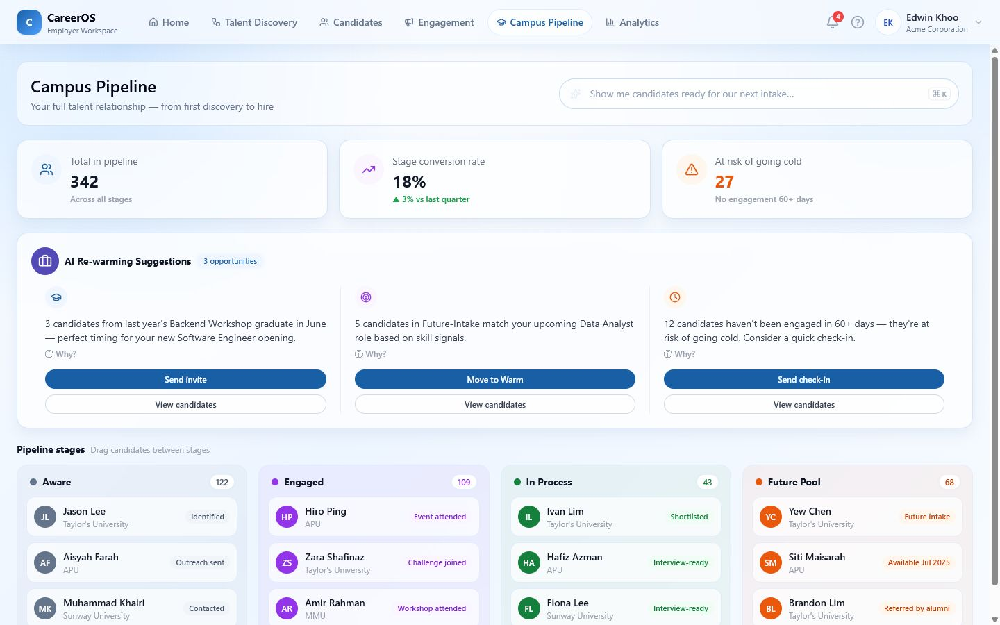 C
CareerOS
Employer Workspace
Home
Talent Discovery
Candidates
Engagement
Campus Pipeline
Analytics
4
EK
Edwin Khoo
Acme Corporation
Campus Pipeline
Your full talent relationship — from first discovery to hire
Show me candidates ready for our next intake...
⌘K
Total in pipeline
342
Across all stages
Stage conversion rate
18%
▲ 3% vs last quarter
At risk of going cold
27
No engagement 60+ days
AI Re-warming Suggestions
3 opportunities
3 candidates from last year's Backend Workshop graduate in June
— perfect timing for your new Software Engineer opening.
ⓘ Why?
Send invite
View candidates
5 candidates in Future-Intake match your upcoming Data Analyst
role based on skill signals.
ⓘ Why?
Move to Warm
View candidates
12 candidates haven't been engaged in 60+ days — they're at
risk of going cold. Consider a quick check-in.
ⓘ Why?
Send check-in
View candidates
Pipeline stages
Drag candidates between stages
Aware
122
JL
Jason Lee
Taylor's University
Identified
AF
Aisyah Farah
APU
Outreach sent
MK
Muhammad Khairi
Sunway University
Contacted
Engaged
109
HP
Hiro Ping
APU
Event attended
ZS
Zara Shafinaz
Taylor's University
Challenge joined
AR
Amir Rahman
MMU
Workshop attended
In Process
43
IL
Ivan Lim
Taylor's University
Shortlisted
HA
Hafiz Azman
APU
Interview-ready
FL
Fiona Lee
Sunway University
Interview-ready
Future Pool
68
YC
Yew Chen
Taylor's University
Future intake
SM
Siti Maisarah
APU
Available Jul 2025
BL
Brandon Lim
Taylor's University
Referred by alumni